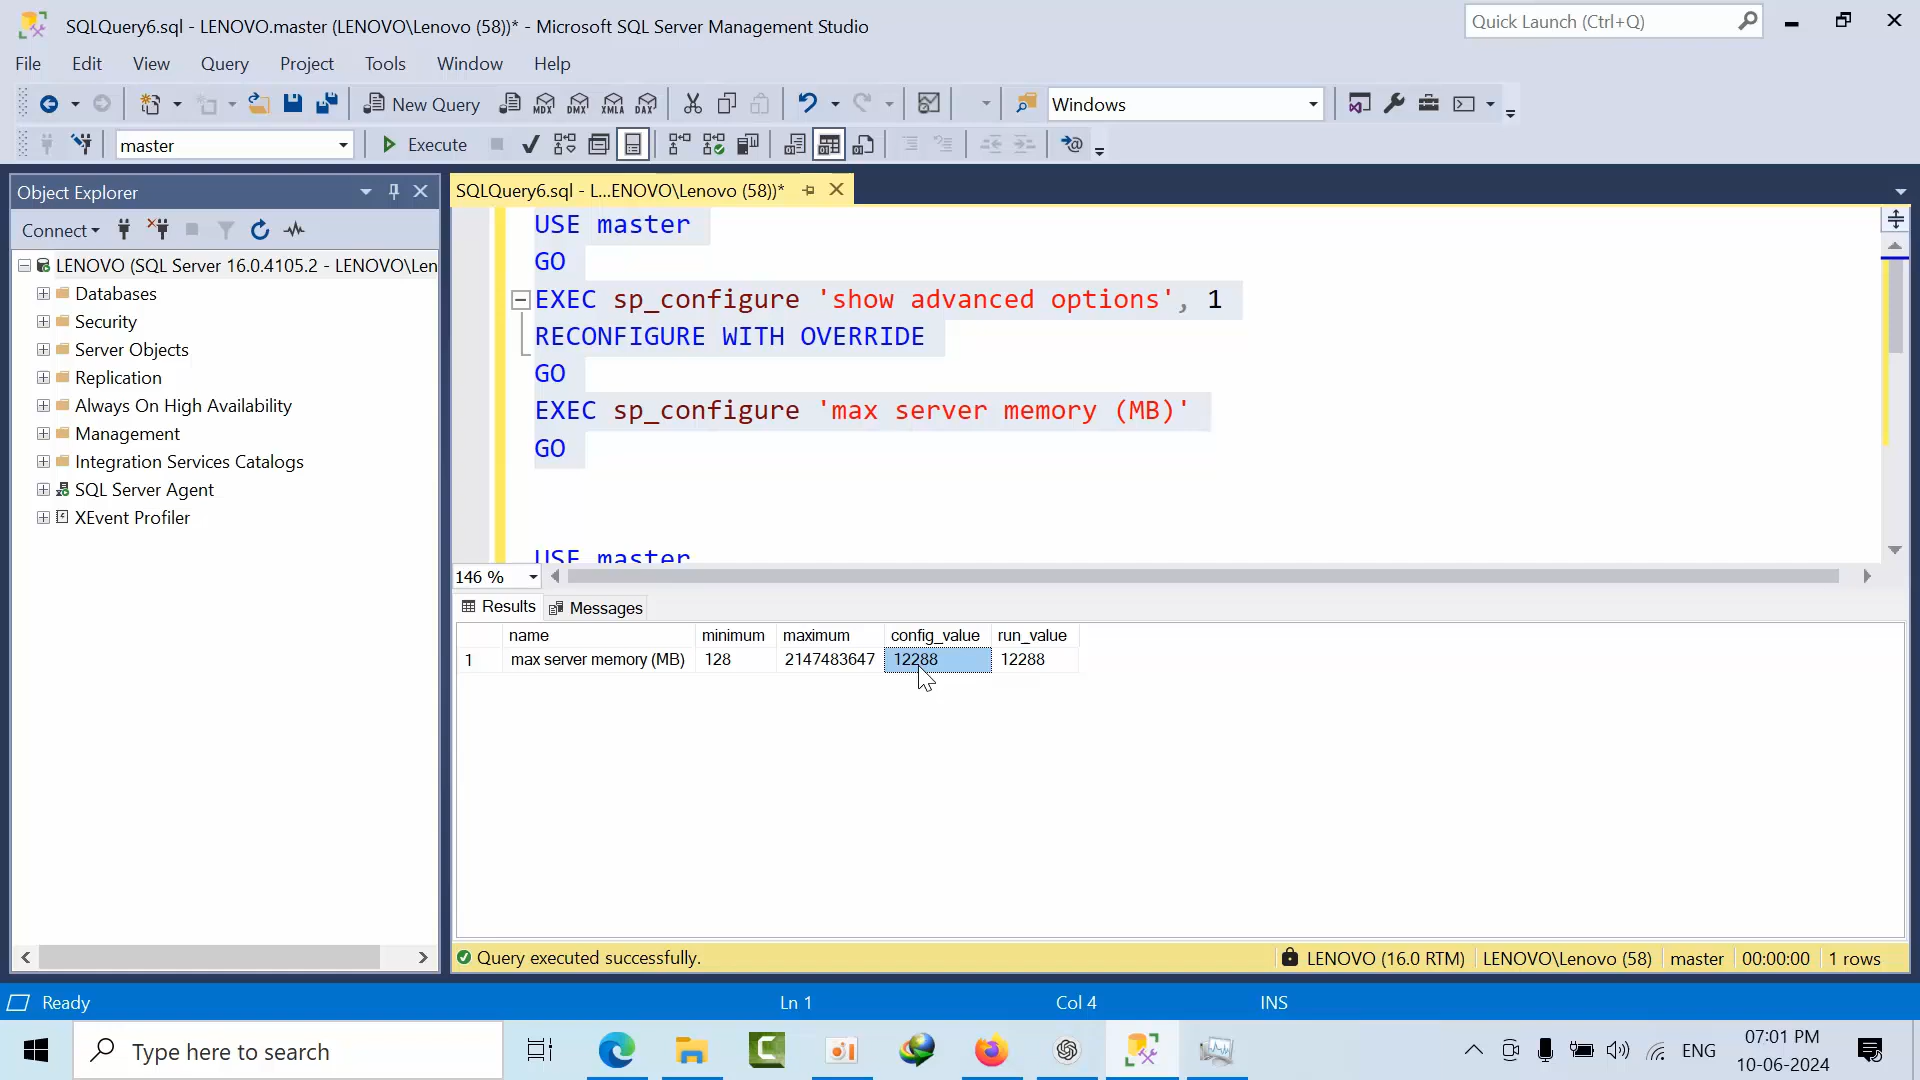 SQLQuery6.sql - LENOVO.master (LENOVO\Lenovo (58))* - Microsoft SQL Server Management Studio
Quick Launch (Ctrl+Q)
File Edit View Query Project Tools Window Help
New Query MDX DMX XMLA DAX Windows
master Execute
Object Explorer
SQLQuery6.sql - L...ENOVO\Lenovo (58))*
Connect
LENOVO (SQL Server 16.0.4105.2 - LENOVO\Len
Databases
Security
Server Objects
Replication
Always On High Availability
Management
Integration Services Catalogs
SQL Server Agent
XEvent Profiler
USE master
GO
EXEC sp_configure 'show advanced options', 1
RECONFIGURE WITH OVERRIDE
GO
EXEC sp_configure 'max server memory (MB)'
GO
USE master
146 %
Results Messages
name minimum maximum config_value run_value
1 max server memory (MB) 128 2147483647 12288 12288
Query executed successfully. LENOVO (16.0 RTM) LENOVO\Lenovo (58) master 00:00:00 1 rows
Ready Ln 1 Col 4 INS
Type here to search
ENG
07:01 PM
10-06-2024